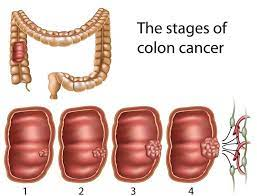 The stages of
colon cancer
1 2 3 4